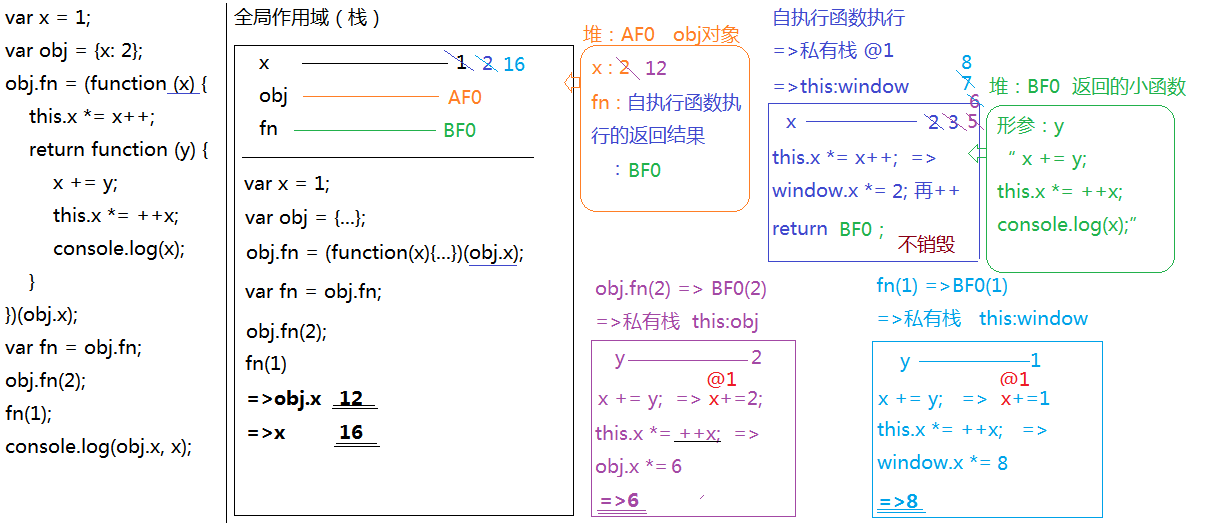 var x = 1;
var obj = {x: 2};
obj.fn = (function (x) {
this.x *= x++;
return function (y) {
x += y;
this.x *= ++x;
console.log(x);
}
})(obj.x);
var fn = obj.fn;
obj.fn(2);
fn(1);
console.log(obj.x, x);
全局作用域（栈）
x 1 2 16
obj AF0
fn BF0
var x = 1;
var obj = {...};
obj.fn = (function(x){...})(obj.x);
var fn = obj.fn;
obj.fn(2);
fn(1)
=>obj.x 12
=>x 16
堆：AF0 obj对象
x : 2 12
fn : 自执行函数执
行的返回结果
：BF0
自执行函数执行
=>私有栈 @1
=>this:window
8
7
6
x 2 3 5
this.x *= x++; =>
window.x *= 2; 再++
return BF0 ;
不销毁
堆：BF0 返回的小函数
形参：y
“ x += y;
this.x *= ++x;
console.log(x);”
obj.fn(2) => BF0(2)
=>私有栈 this:obj
y 2
@1
x += y; => x+=2;
this.x *= ++x; =>
obj.x *= 6
=>6
fn(1) =>BF0(1)
=>私有栈 this:window
y 1
@1
x += y; => x+=1
this.x *= ++x; =>
window.x *= 8
=>8